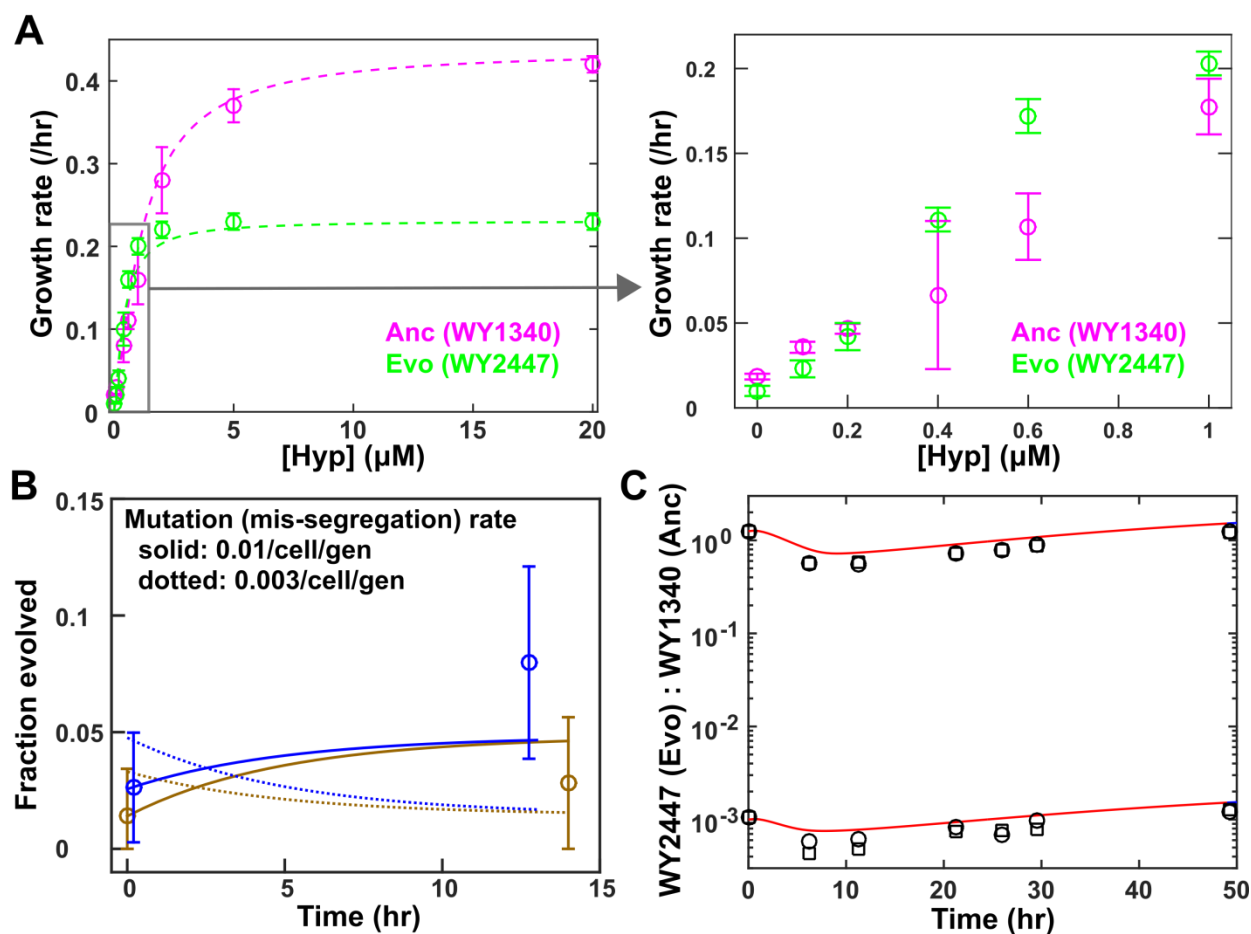 A
Growth rate (/hr)
0.4
0.3
0.2
0.1
0
0
5
10
15
20
[Hyp] (µM)
Anc (WY1340)
Evo (WY2447)
Growth rate (/hr)
0.2
0.15
0.1
0.05
0
0
0.2
0.4
0.6
0.8
1
[Hyp] (µM)
Anc (WY1340)
Evo (WY2447)
B
Fraction evolved
0.15
0.1
0.05
0
Mutation (mis-segregation) rate
solid: 0.01/cell/gen
dotted: 0.003/cell/gen
0
5
10
15
Time (hr)
C
WY2447 (Evo) : WY1340 (Anc)
10⁰
10⁻¹
10⁻²
10⁻³
0
10
20
30
40
50
Time (hr)